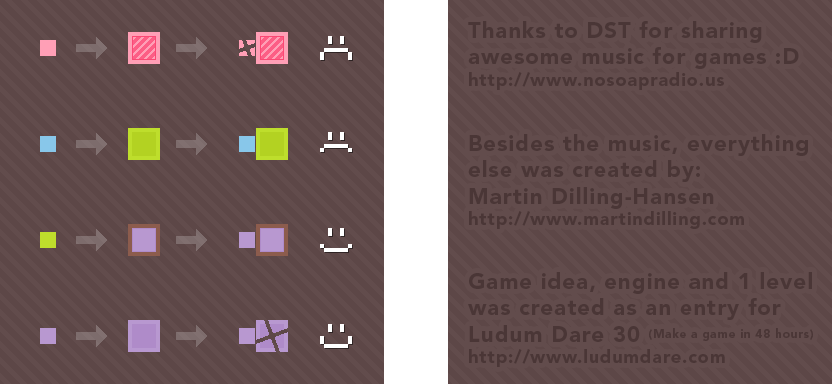 Thanks to DST for sharing
awesome music for games :D
http://www.nosoapradio.us
Besides the music, everything
else was created by:
Martin Dilling-Hansen
http://www.martindilling.com
Game idea, engine and 1 level
was created as an entry for
Ludum Dare 30 (Make a game in 48 hours)
http://www.ludumdare.com